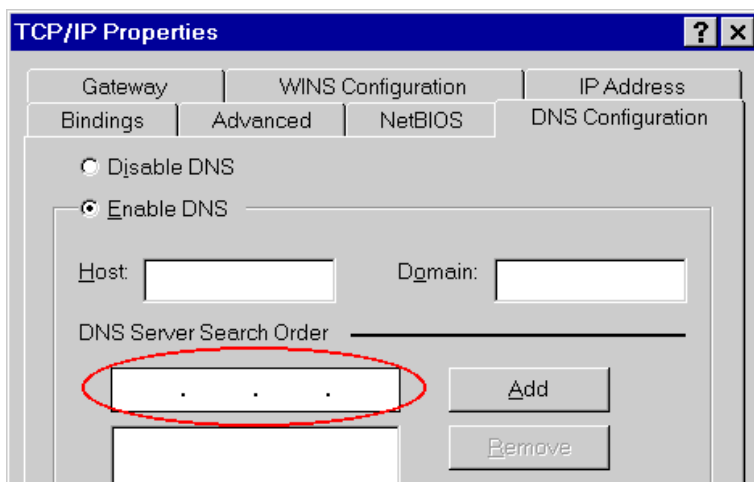 TCP/IP Properties ? ×
Gateway WINS Configuration IP Address
Bindings Advanced NetBIOS DNS Configuration
Disable DNS
Enable DNS
Host: Domain:
DNS Server Search Order
. . . Add
Remove